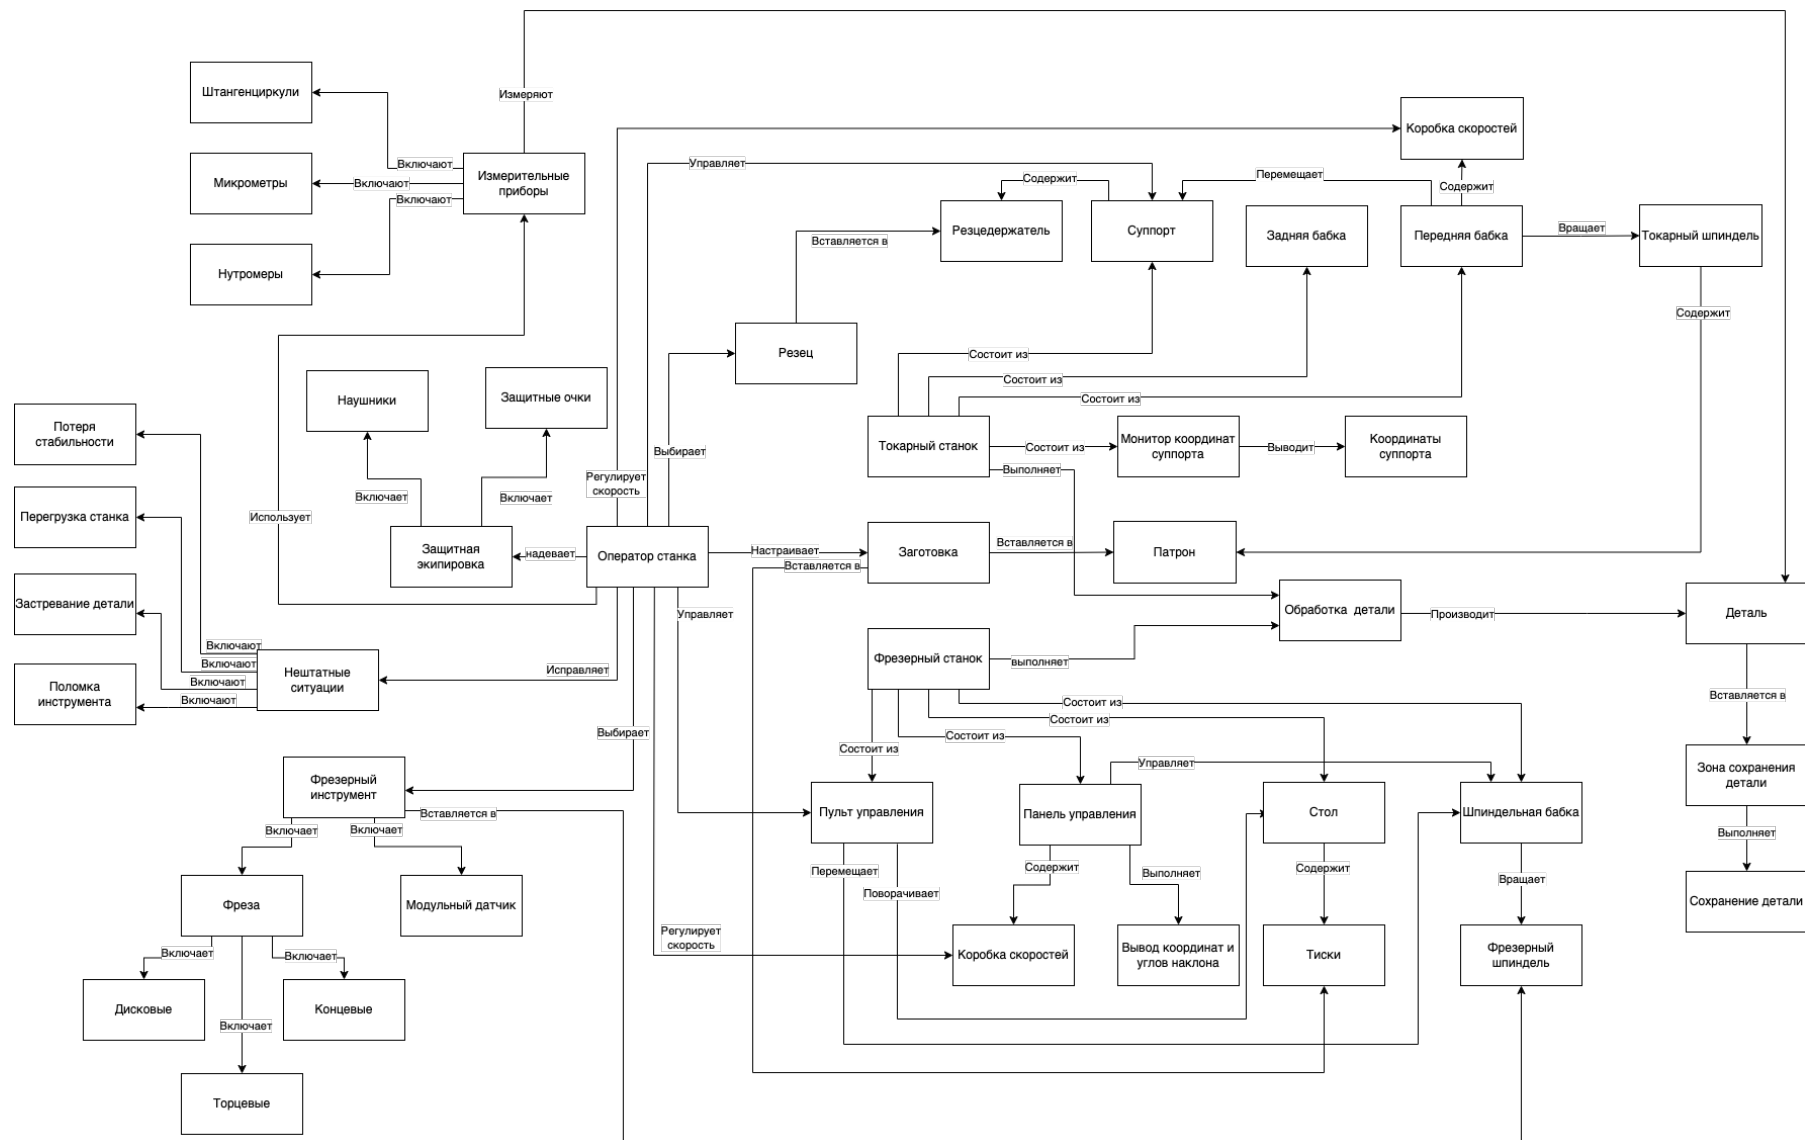 Измеряют
Штангенциркули
Включают
Микрометры
Включают
Включают
Измерительные
приборы
Нутромеры
Коробка скоростей
Управляет
Содержит
Перемещает
Содержит
Резцедержатель
Суппорт
Задняя бабка
Передняя бабка
Вращает
Токарный шпиндель
Вставляется в
Содержит
Резец
Состоит из
Состоит из
Состоит из
Наушники
Защитные очки
Потеря
стабильности
Выбирает
Токарный станок
Состоит из
Монитор координат
суппорта
Выводит
Координаты
суппорта
Выполняет
Регулирует
скорость
Включает
Включает
Перегрузка станка
Использует
Защитная
экипировка
надевает
Оператор станка
Настраивает
Вставляется в
Заготовка
Вставляется в
Патрон
Застревание детали
Управляет
Обработка  детали
Производит
Деталь
Включают
Включают
Включают
Включают
Нештатные
ситуации
Исправляет
Фрезерный станок
выполняет
Поломка
инструмента
Вставляется в
Состоит из
Состоит из
Состоит из
Состоит из
Выбирает
Управляет
Фрезерный
инструмент
Вставляется в
Пульт управления
Панель управления
Стол
Шпиндельная бабка
Зона сохранения
детали
Включает
Включает
Перемещает
Поворачивает
Содержит
Выполняет
Содержит
Вращает
Выполняет
Фреза
Модульный датчик
Сохранение детали
Регулирует
скорость
Коробка скоростей
Вывод координат и
углов наклона
Тиски
Фрезерный
шпиндель
Включает
Включает
Дисковые
Включает
Концевые
Торцевые